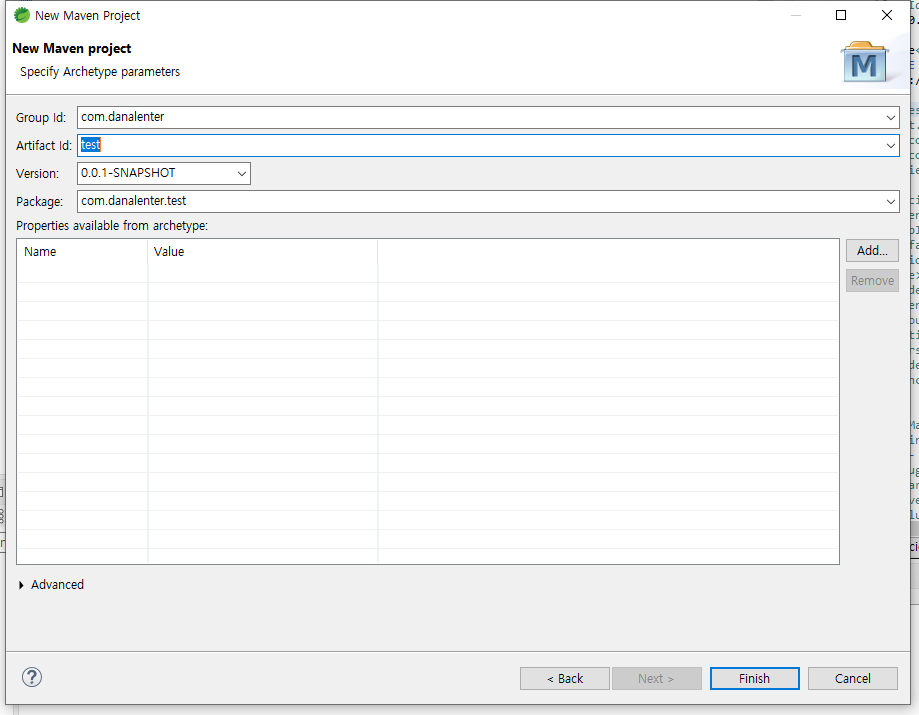 New Maven Project
New Maven project
Specify Archetype parameters
M
Group Id: com.danalenter
Artifact Id: test
Version: 0.0.1-SNAPSHOT
Package: com.danalenter.test
Properties available from archetype:
Name Value
Add...
Remove
Advanced
?
< Back Next > Finish Cancel